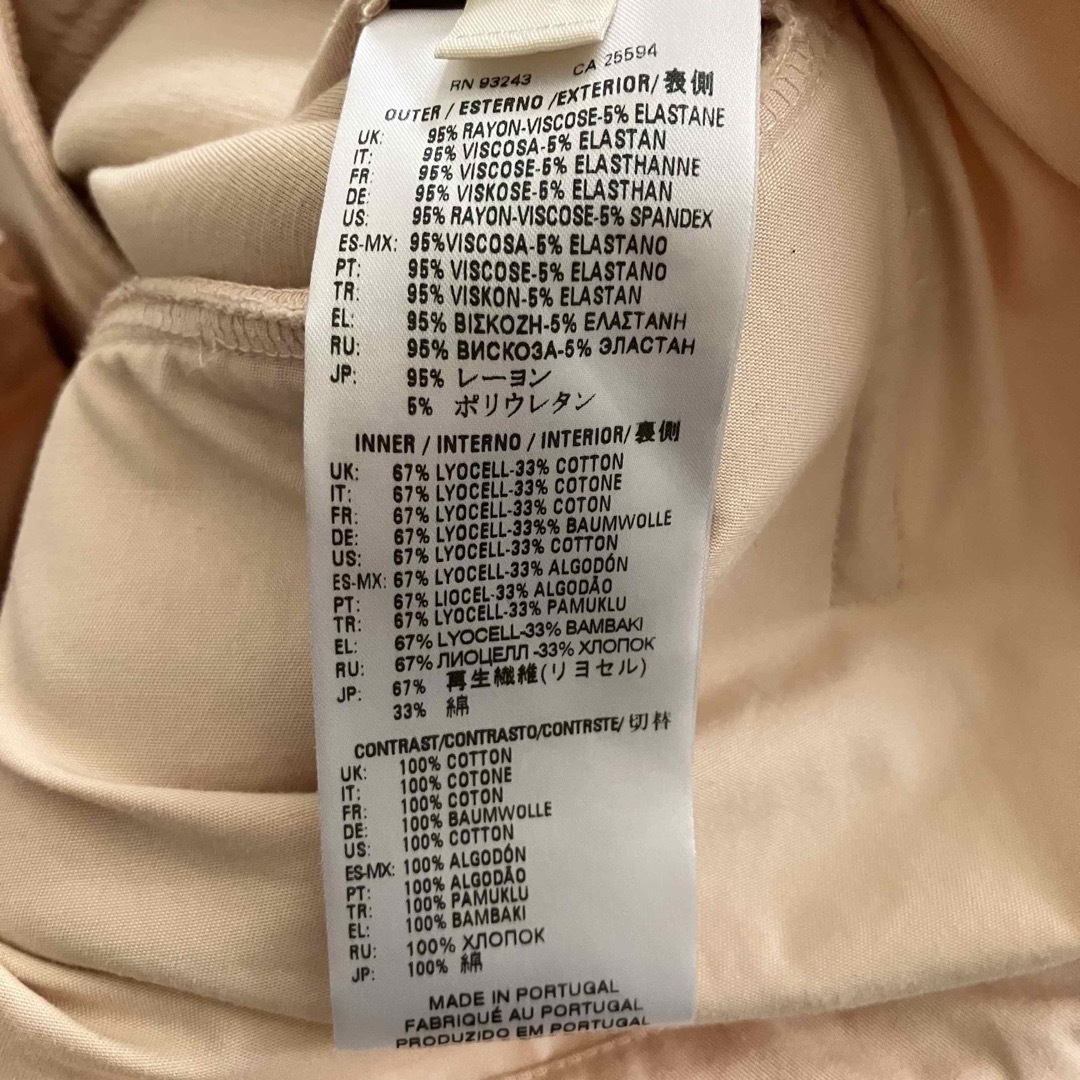 RN 93243 CA 25594
OUTER / ESTERNO /EXTERIOR/ 表側
UK: 95% RAYON-VISCOSE-5% ELASTANE
IT: 95% VISCOSA-5% ELASTAN
FR: 95% VISCOSE-5% ELASTHANNE
DE: 95% VISKOSE-5% ELASTHAN
US: 95% RAYON-VISCOSE-5% SPANDEX
ES-MX: 95%VISCOSA-5% ELASTANO
PT: 95% VISCOSE-5% ELASTANO
TR: 95% VISKON-5% ELASTAN
EL: 95% ΒΙΣΚΟΖΗ-5% ΕΛΑΣΤΑΝΗ
RU: 95% ВИСКОЗА-5% ЭЛАСТАН
JP: 95% レーヨン
5% ポリウレタン
INNER / INTERNO / INTERIOR/ 裏側
UK: 67% LYOCELL-33% COTTON
IT: 67% LYOCELL-33% COTONE
FR: 67% LYOCELL-33% COTON
DE: 67% LYOCELL-33%% BAUMWOLLE
US: 67% LYOCELL-33% COTTON
ES-MX: 67% LYOCELL-33% ALGODÓN
PT: 67% LIOCEL-33% ALGODÃO
TR: 67% LYOCELL-33% PAMUKLU
EL: 67% LYOCELL-33% BAMBAKI
RU: 67% ЛИОЦЕЛЛ -33% ХЛОПОК
JP: 67% 再生繊維(リヨセル)
33% 綿
CONTRAST/CONTRASTO/CONTRSTE/ 切替
UK: 100% COTTON
IT: 100% COTONE
FR: 100% COTON
DE: 100% BAUMWOLLE
US: 100% COTTON
ES-MX: 100% ALGODÓN
PT: 100% ALGODÃO
TR: 100% PAMUKLU
EL: 100% BAMBAKI
RU: 100% ХЛОПОК
JP: 100% 綿
MADE IN PORTUGAL
FABRIQUÉ AU PORTUGAL
PRODUZIDO EM PORTUGAL